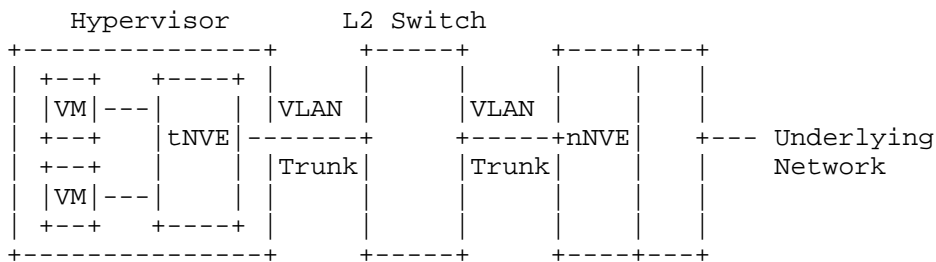 Hypervisor L2 Switch
VM VLAN VLAN
tNVE nNVE Underlying
Trunk Trunk Network
VM